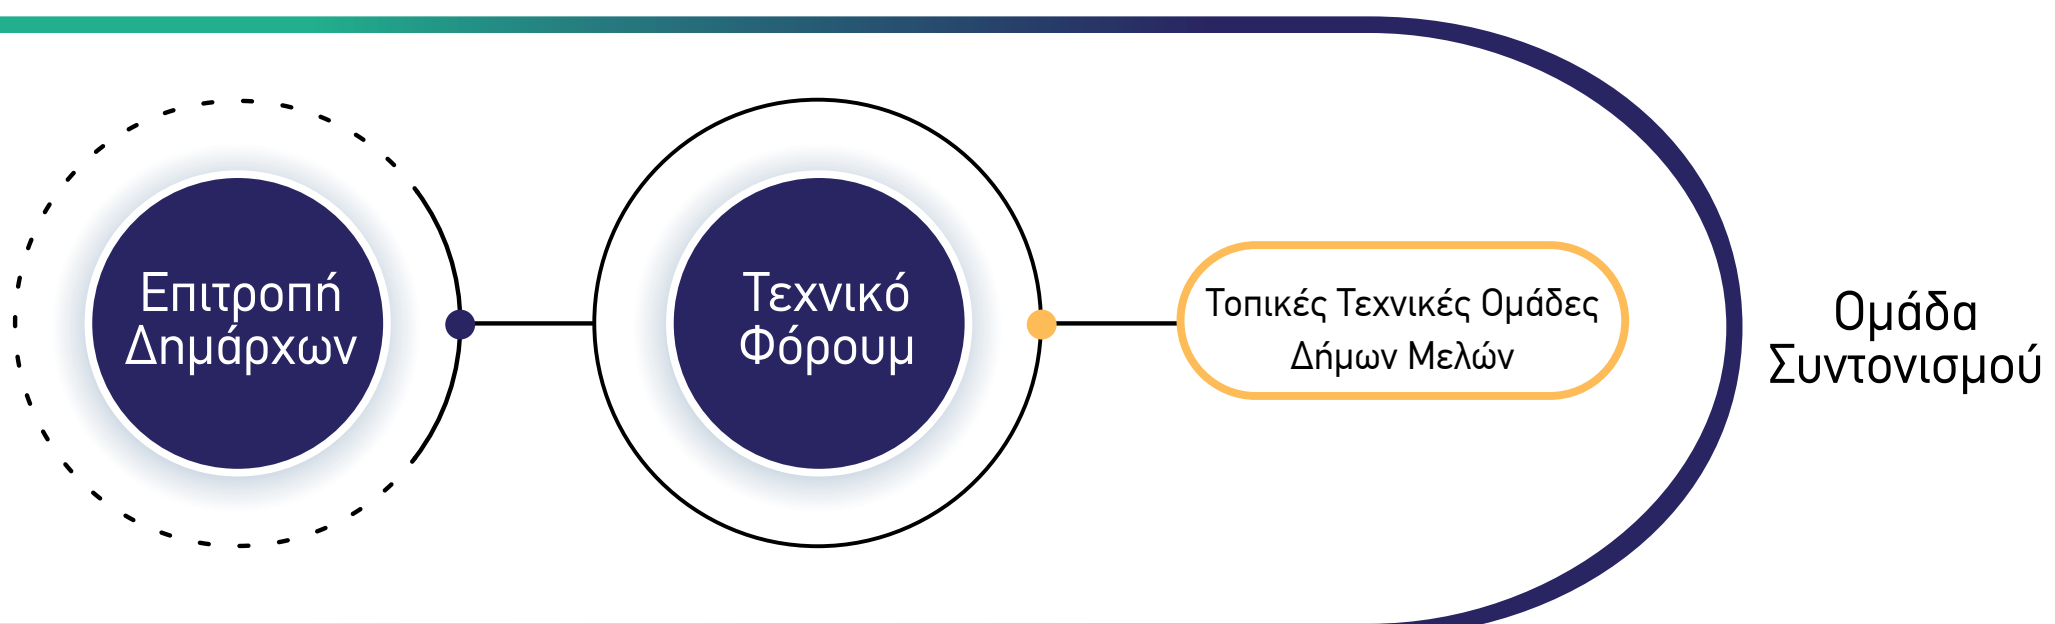 Επιτροπή
Δημάρχων
Τεχνικό
Φόρουμ
Τοπικές Τεχνικές Ομάδες
Δήμων Μελών
Ομάδα
Συντονισμού